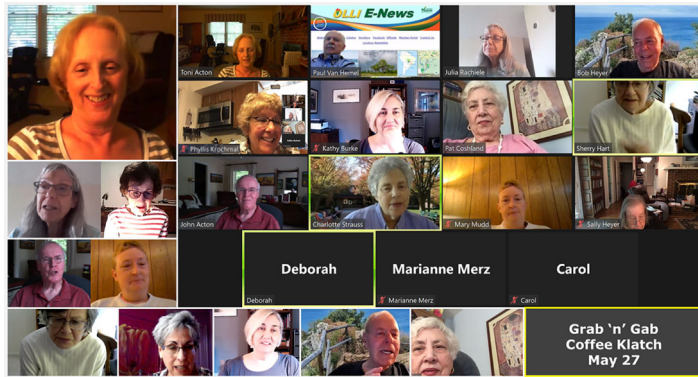 OLLI E-News
Toni Acton
Paul Van Hemel
Julia Rachiele
Bob Heyer
Phyllis Krochmal
Kathy Burke
Pat Coshland
Sherry Hart
John Acton
Charlotte Strauss
Mary Mudd
Sally Heyer
Deborah
Marianne Merz
Carol
Deborah
Marianne Merz
Carol
Grab ‘n’ Gab
Coffee Klatch
May 27